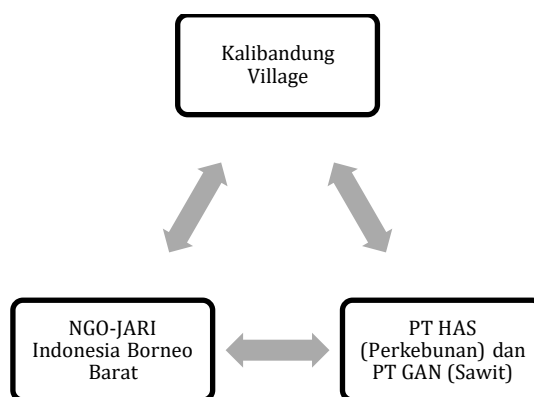 Kalibandung
Village
NGO-JARI
Indonesia Borneo
Barat
PT HAS
(Perkebunan) dan
PT GAN (Sawit)